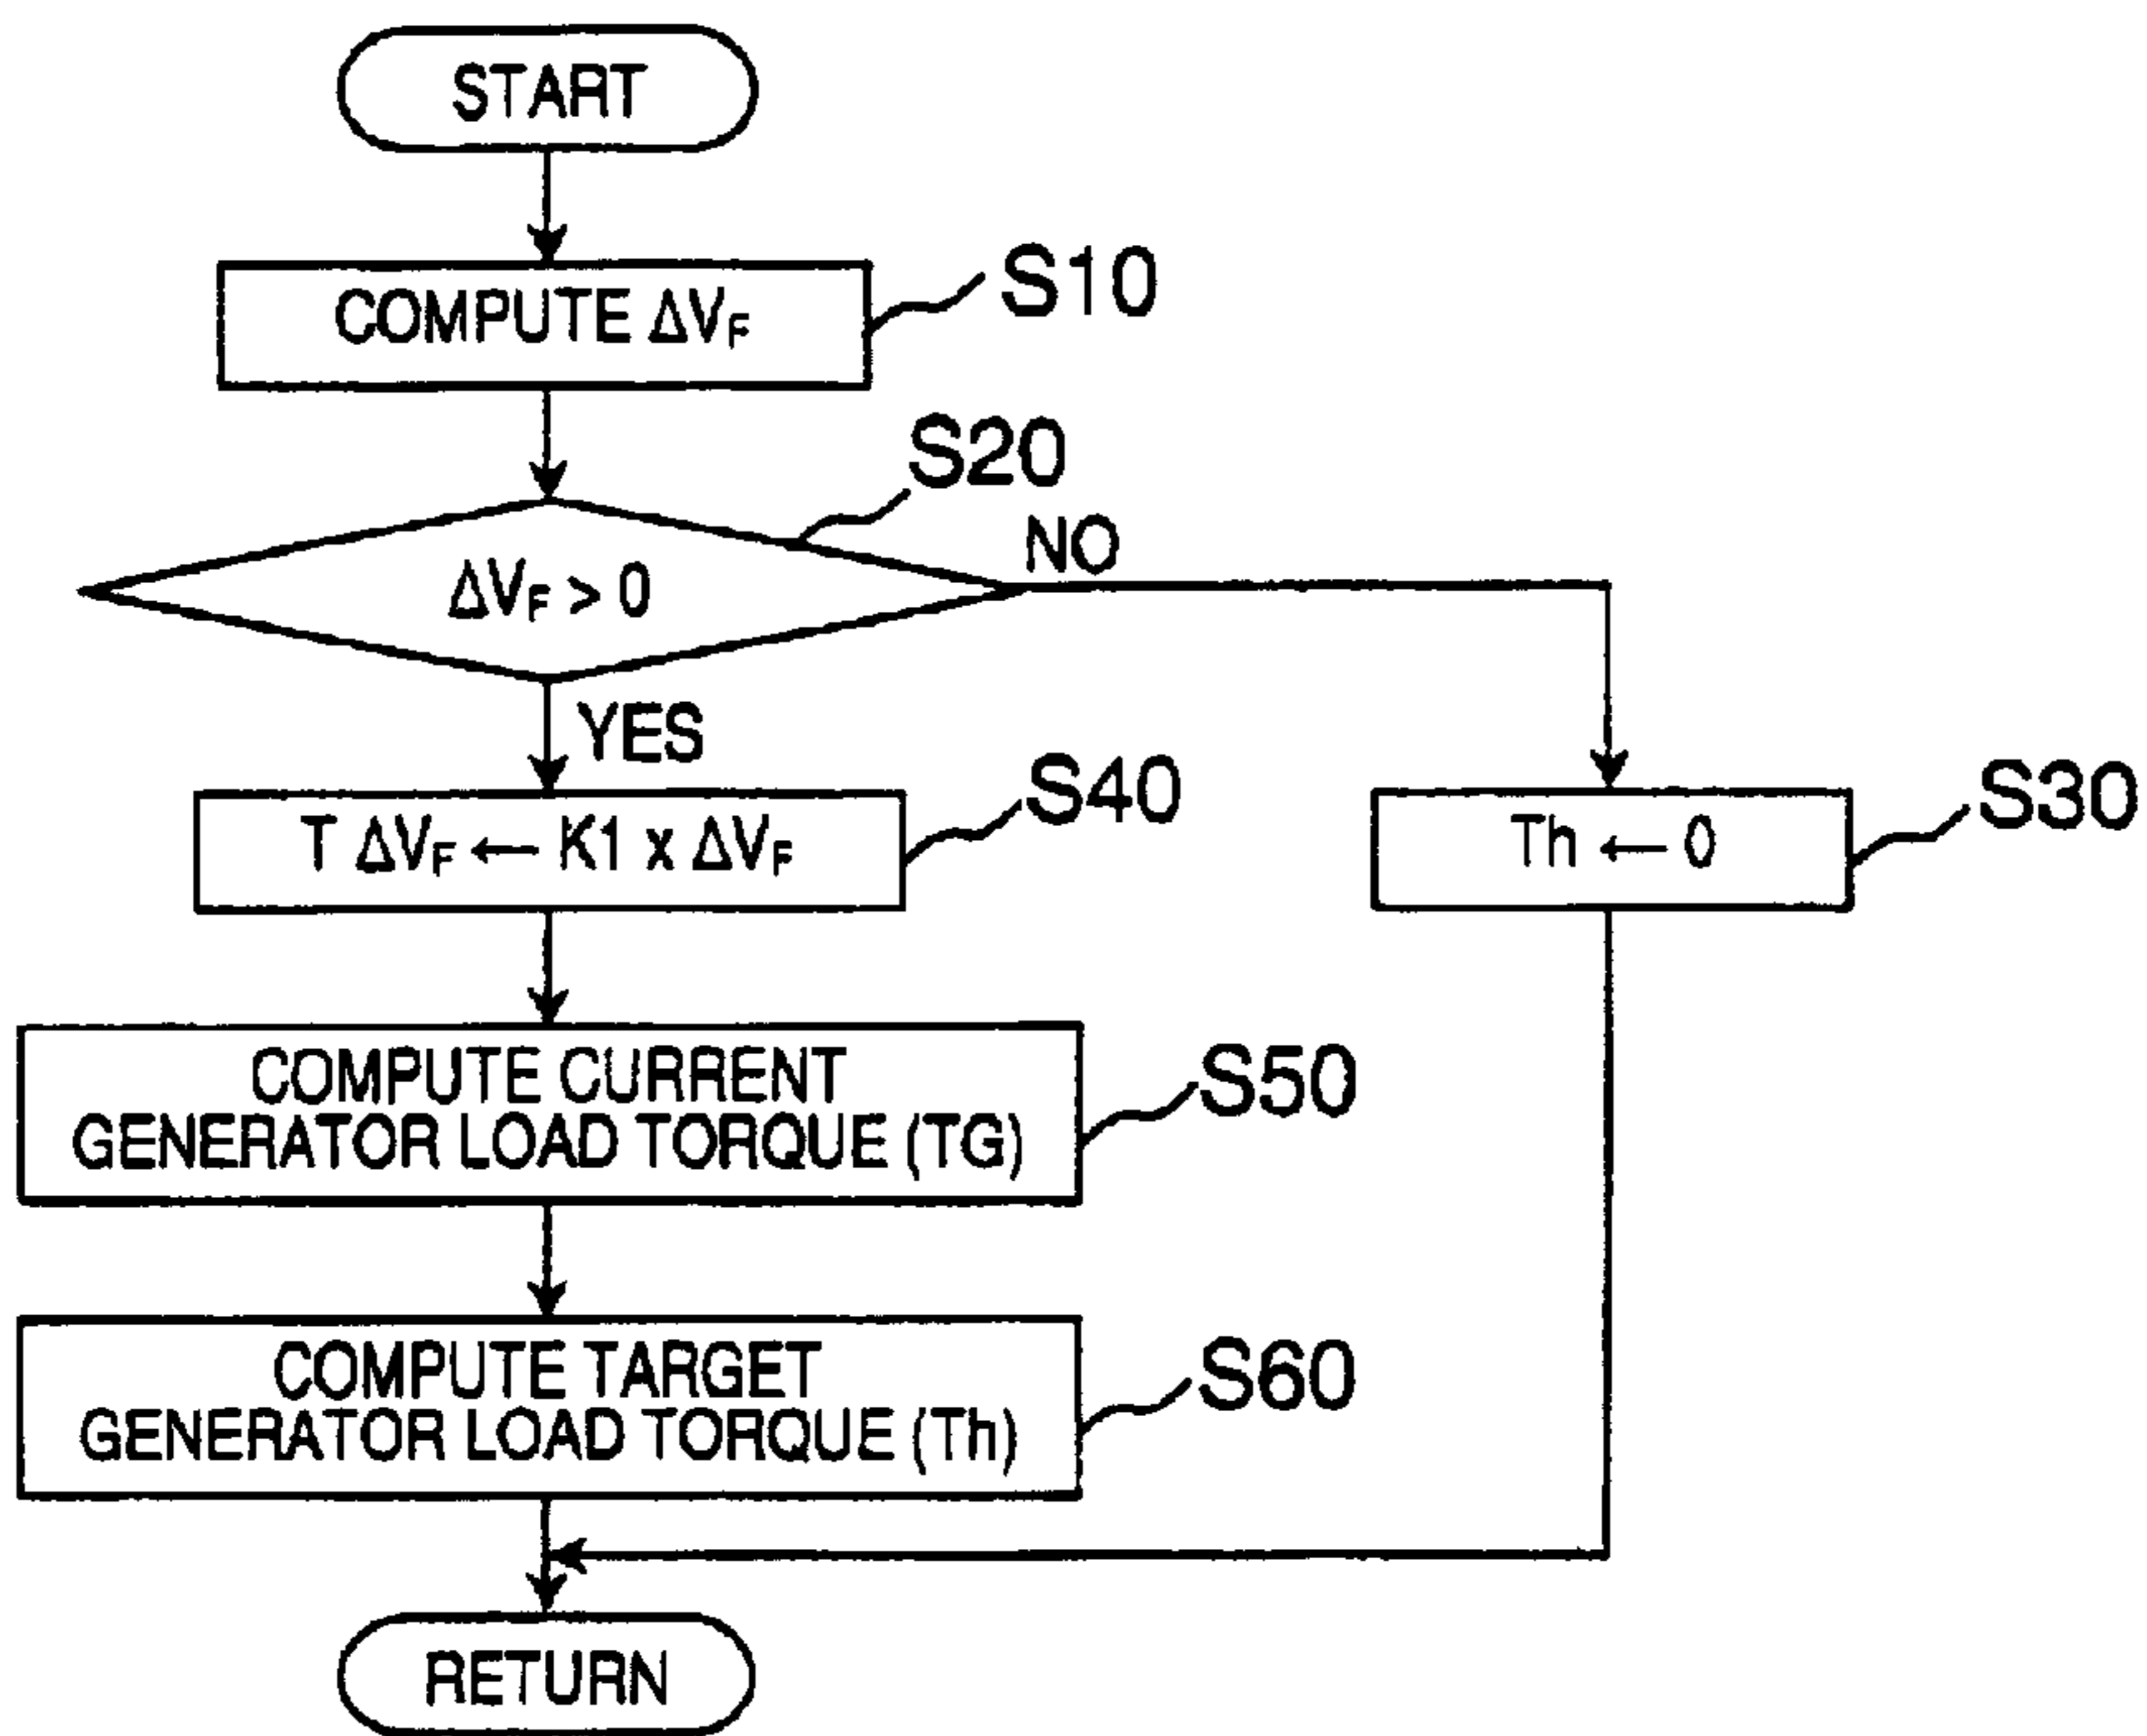 START
COMPUTE ΔVF
S10
S20
ΔVF > 0
NO
YES
T ΔVF ← K1 x ΔVF
S40
Th ← 0
S30
COMPUTE CURRENT
GENERATOR LOAD TORQUE (TG)
S50
COMPUTE TARGET
GENERATOR LOAD TORQUE (Th)
S60
RETURN